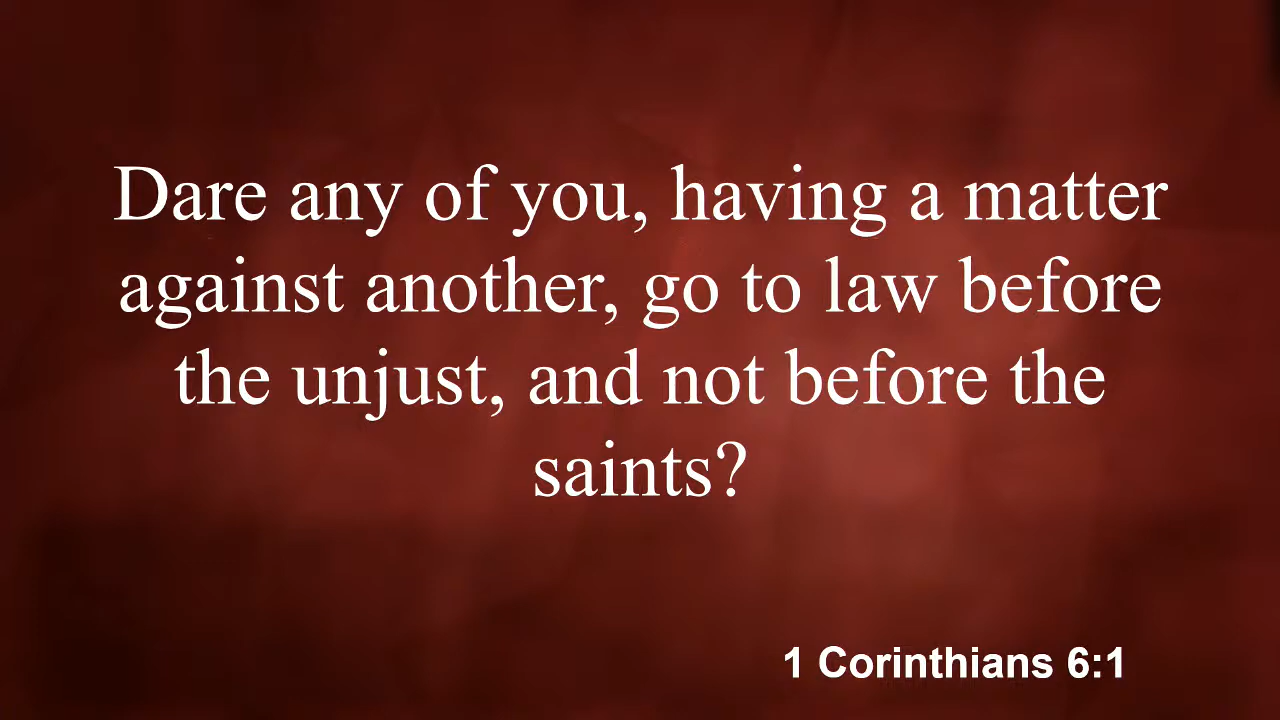 Dare any of you, having a matter
against another, go to law before
the unjust, and not before the
saints?
1 Corinthians 6:1